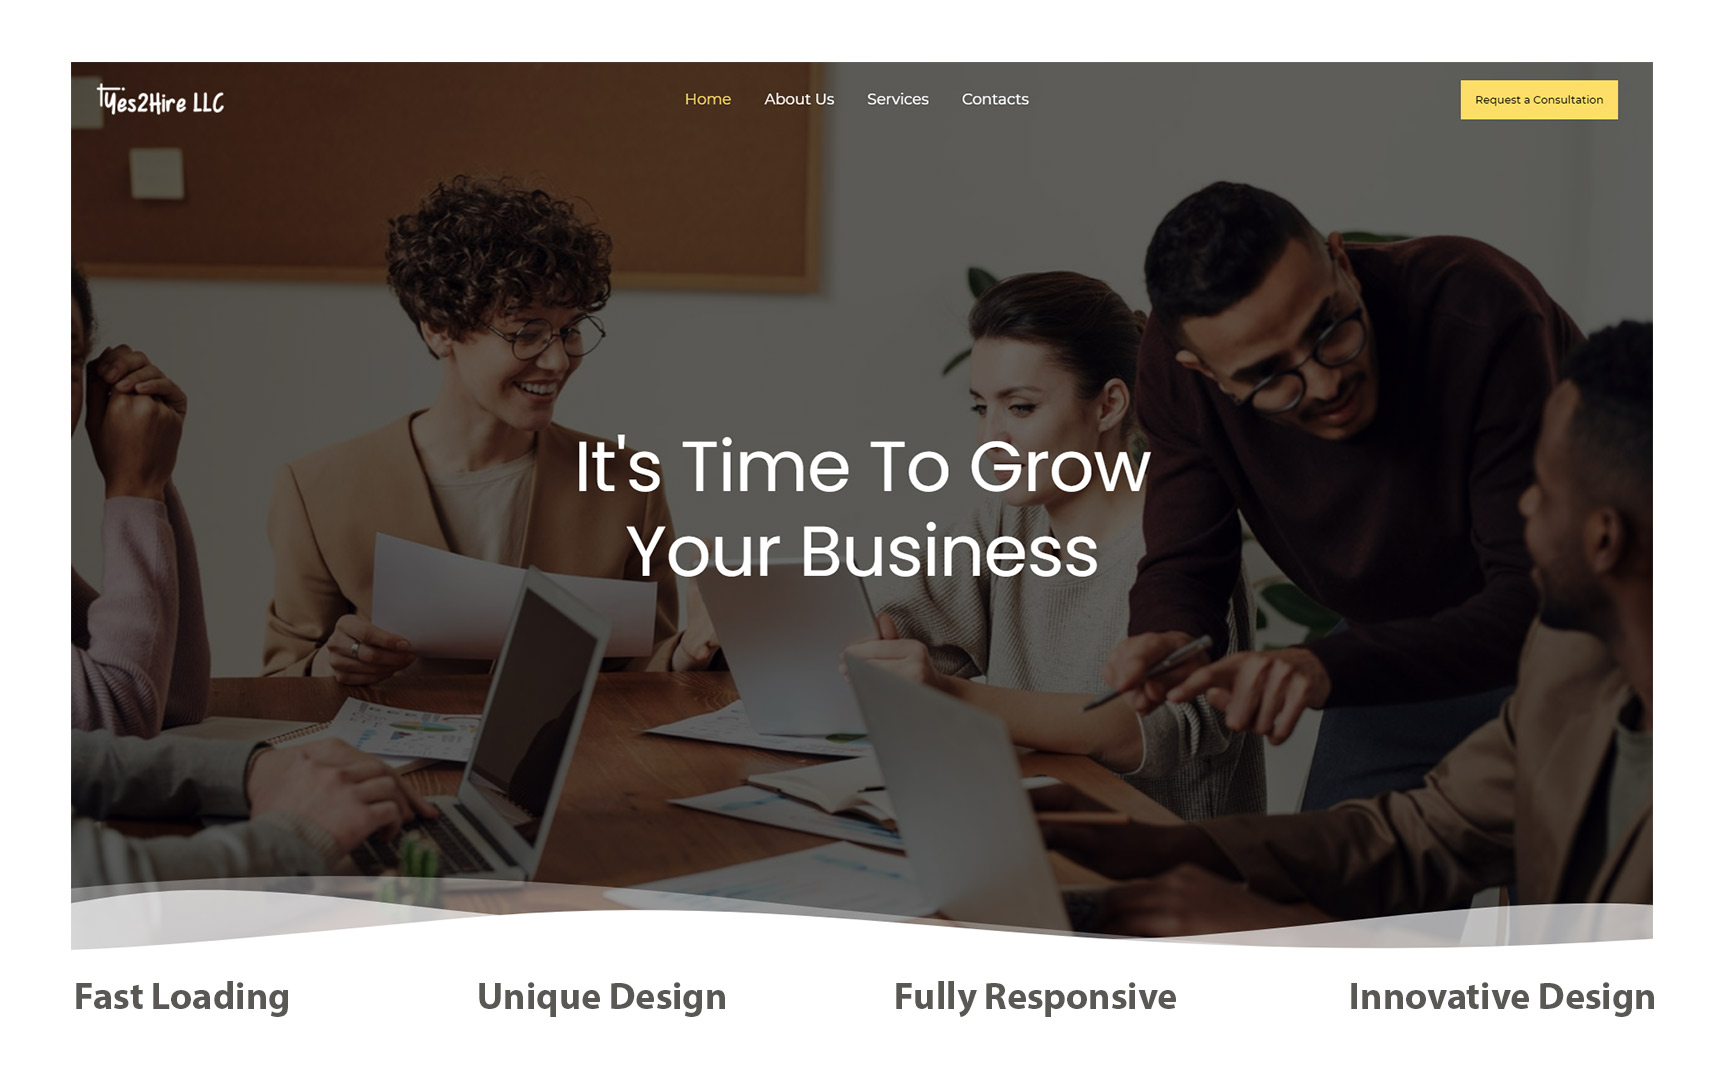 Yes2Hire LLC
Home
About Us
Services
Contacts
Request a Consultation
It's Time To Grow
Your Business
Fast Loading
Unique Design
Fully Responsive
Innovative Design